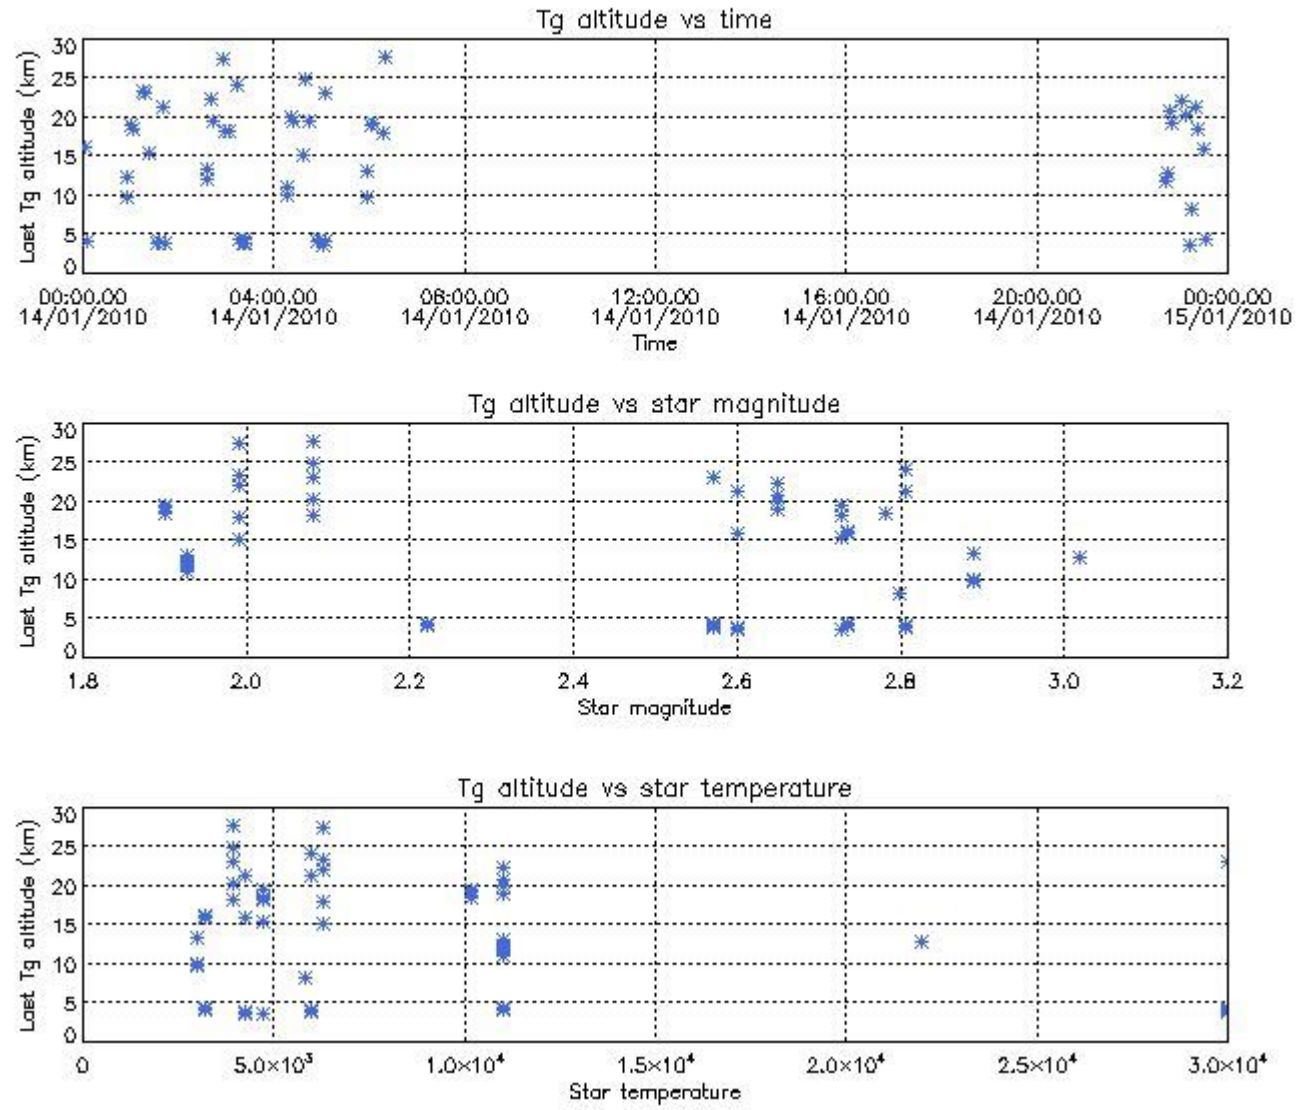 Tg altitude vs time
Last Tg altitude (km)
30
25
20
15
10
5
0
00:00.00 04:00.00 08:00.00 12:00.00 16:00.00 20:00.00 00:00.00
14/01/2010 14/01/2010 14/01/2010 14/01/2010 14/01/2010 14/01/2010 15/01/2010
Time
Tg altitude vs star magnitude
Last Tg altitude (km)
30
25
20
15
10
5
0
1.8 2.0 2.2 2.4 2.6 2.8 3.0 3.2
Star magnitude
Tg altitude vs star temperature
Last Tg altitude (km)
30
25
20
15
10
5
0
0 5.0×10³ 1.0×10⁴ 1.5×10⁴ 2.0×10⁴ 2.5×10⁴ 3.0×10⁴
Star temperature